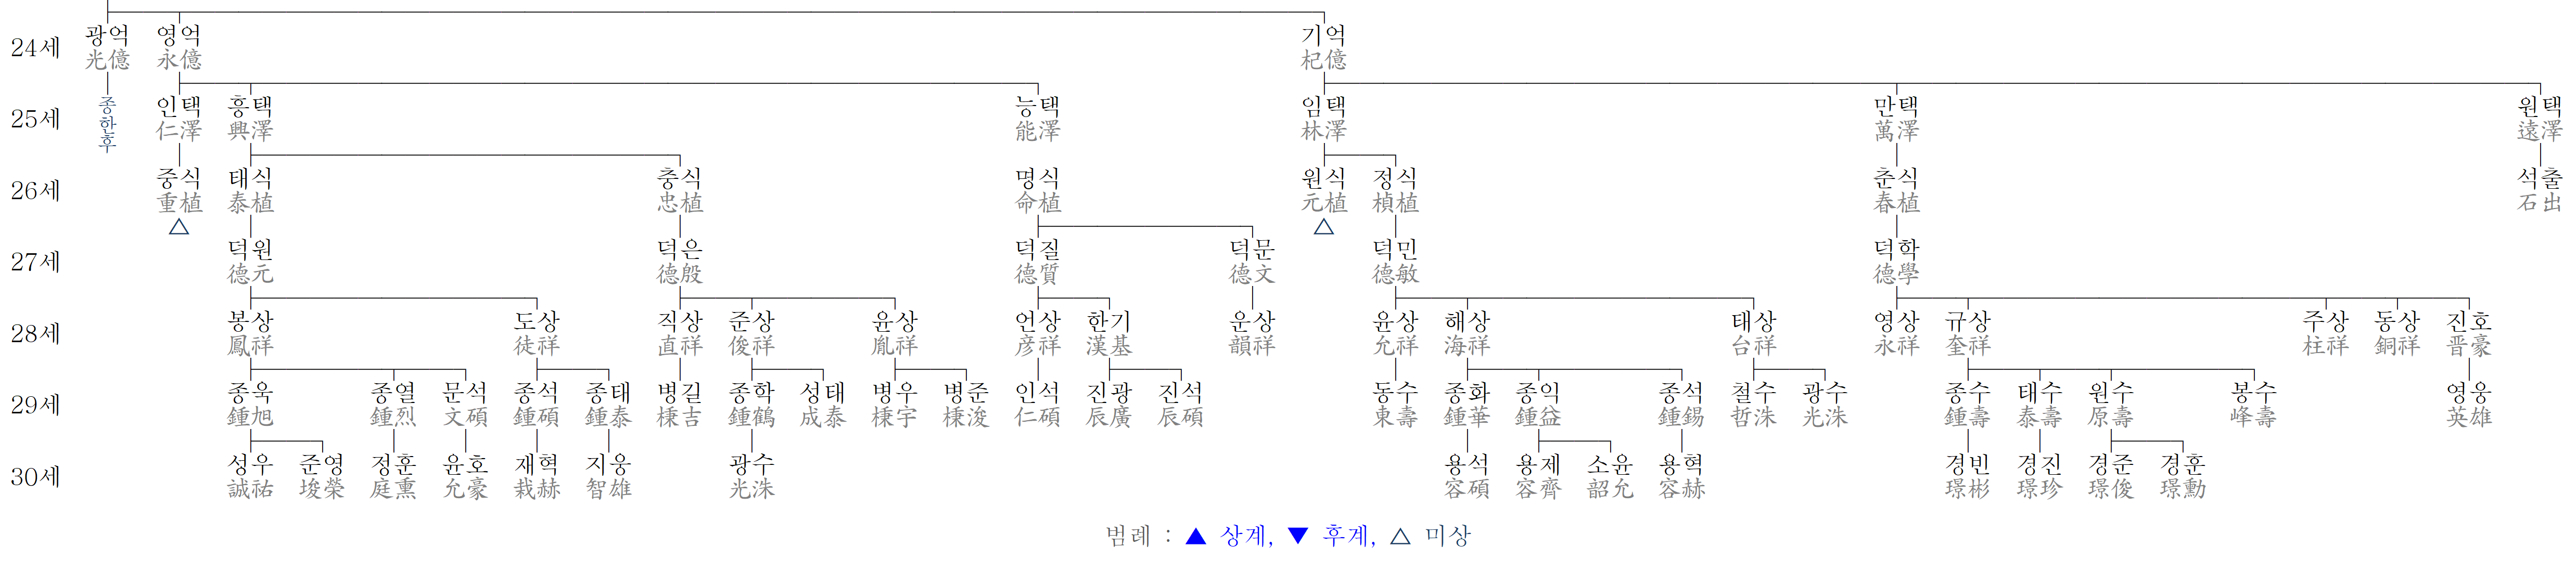 24세 광억 영억 기억
光億 永億 杞億
25세 종한후 인택 흥택 능택 임택 만택 원택
仁澤 興澤 能澤 林澤 萬澤 遠澤
26세 중식 태식 충식 명식 원식 정식 춘식 석출
重植 泰植 忠植 命植 元植 楨植 春植 石出
△ △
27세 덕원 덕은 덕질 덕문 덕민 덕학
德元 德殷 德質 德文 德敏 德學
28세 봉상 도상 직상 준상 윤상 언상 한기 운상 윤상 해상 태상 영상 규상 주상 동상 진호
鳳祥 徒祥 直祥 俊祥 胤祥 彦祥 漢基 韻祥 允祥 海祥 台祥 永祥 奎祥 柱祥 銅祥 晋豪
29세 종욱 종열 문석 종석 종태 병길 종학 성태 병우 병준 인석 진광 진석 동수 종화 종익 종석 철수 광수 종수 태수 원수 봉수 영웅
鍾旭 鍾烈 文碩 鍾碩 鍾泰 棅吉 鍾鶴 成泰 棅宇 棅浚 仁碩 辰廣 辰碩 東壽 鍾華 鍾益 鍾錫 哲洙 光洙 鍾壽 泰壽 原壽 峰壽 英雄
30세 성우 준영 정훈 윤호 재혁 지웅 광수 용석 용제 소윤 용혁 경빈 경진 경준 경훈
誠祐 埈榮 庭熏 允豪 栽赫 智雄 光洙 容碩 容齊 韶允 容赫 璟彬 璟珍 璟俊 璟勳
범례 : ▲ 상계, ▼ 후계, △ 미상